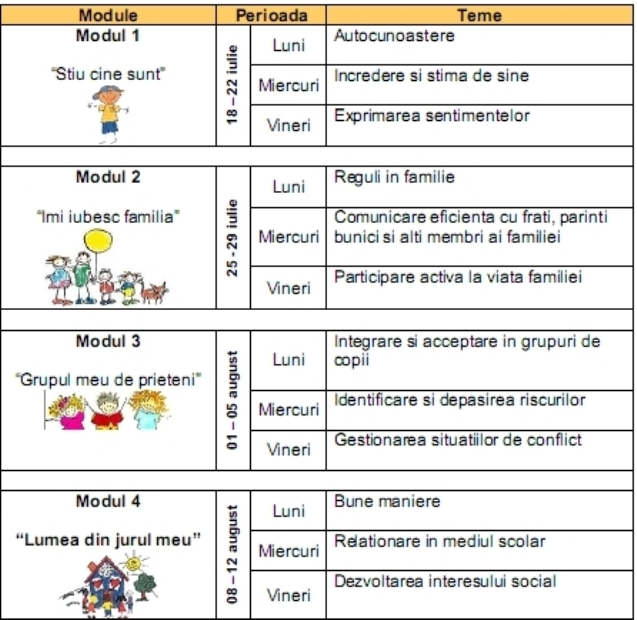 Module Perioada Teme
Modul 1
"Stiu cine sunt"
18 – 22 iulie
Luni Autocunoastere
Miercuri Incredere si stima de sine
Vineri Exprimarea sentimentelor
Modul 2
"Imi iubesc familia"
25 - 29 iulie
Luni Reguli in familie
Miercuri Comunicare eficienta cu frati, parinti
bunici si alti membri ai familiei
Vineri Participare activa la viata familiei
Modul 3
"Grupul meu de prieteni"
01 – 05 august
Luni Integrare si acceptare in grupuri de
copii
Miercuri Identificare si depasirea riscurilor
Vineri Gestionarea situatiilor de conflict
Modul 4
"Lumea din jurul meu"
08 – 12 august
Luni Bune maniere
Miercuri Relationare in mediul scolar
Vineri Dezvoltarea interesului social